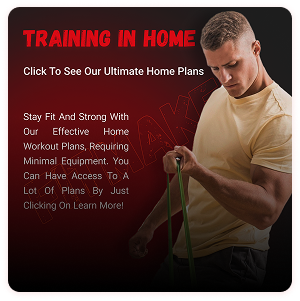 TRAINING IN HOME
Click To See Our Ultimate Home Plans
Stay Fit And Strong With
Our Effective Home
Workout Plans, Requiring
Minimal Equipment. You
Can Have Access To A
Lot Of Plans By Just
Clicking On Learn More!